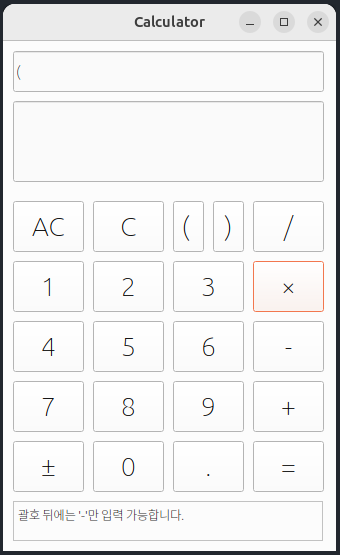 Calculator
(
AC C ( ) /
1 2 3 ×
4 5 6 -
7 8 9 +
± 0 . =
괄호 뒤에는 '-'만 입력 가능합니다.